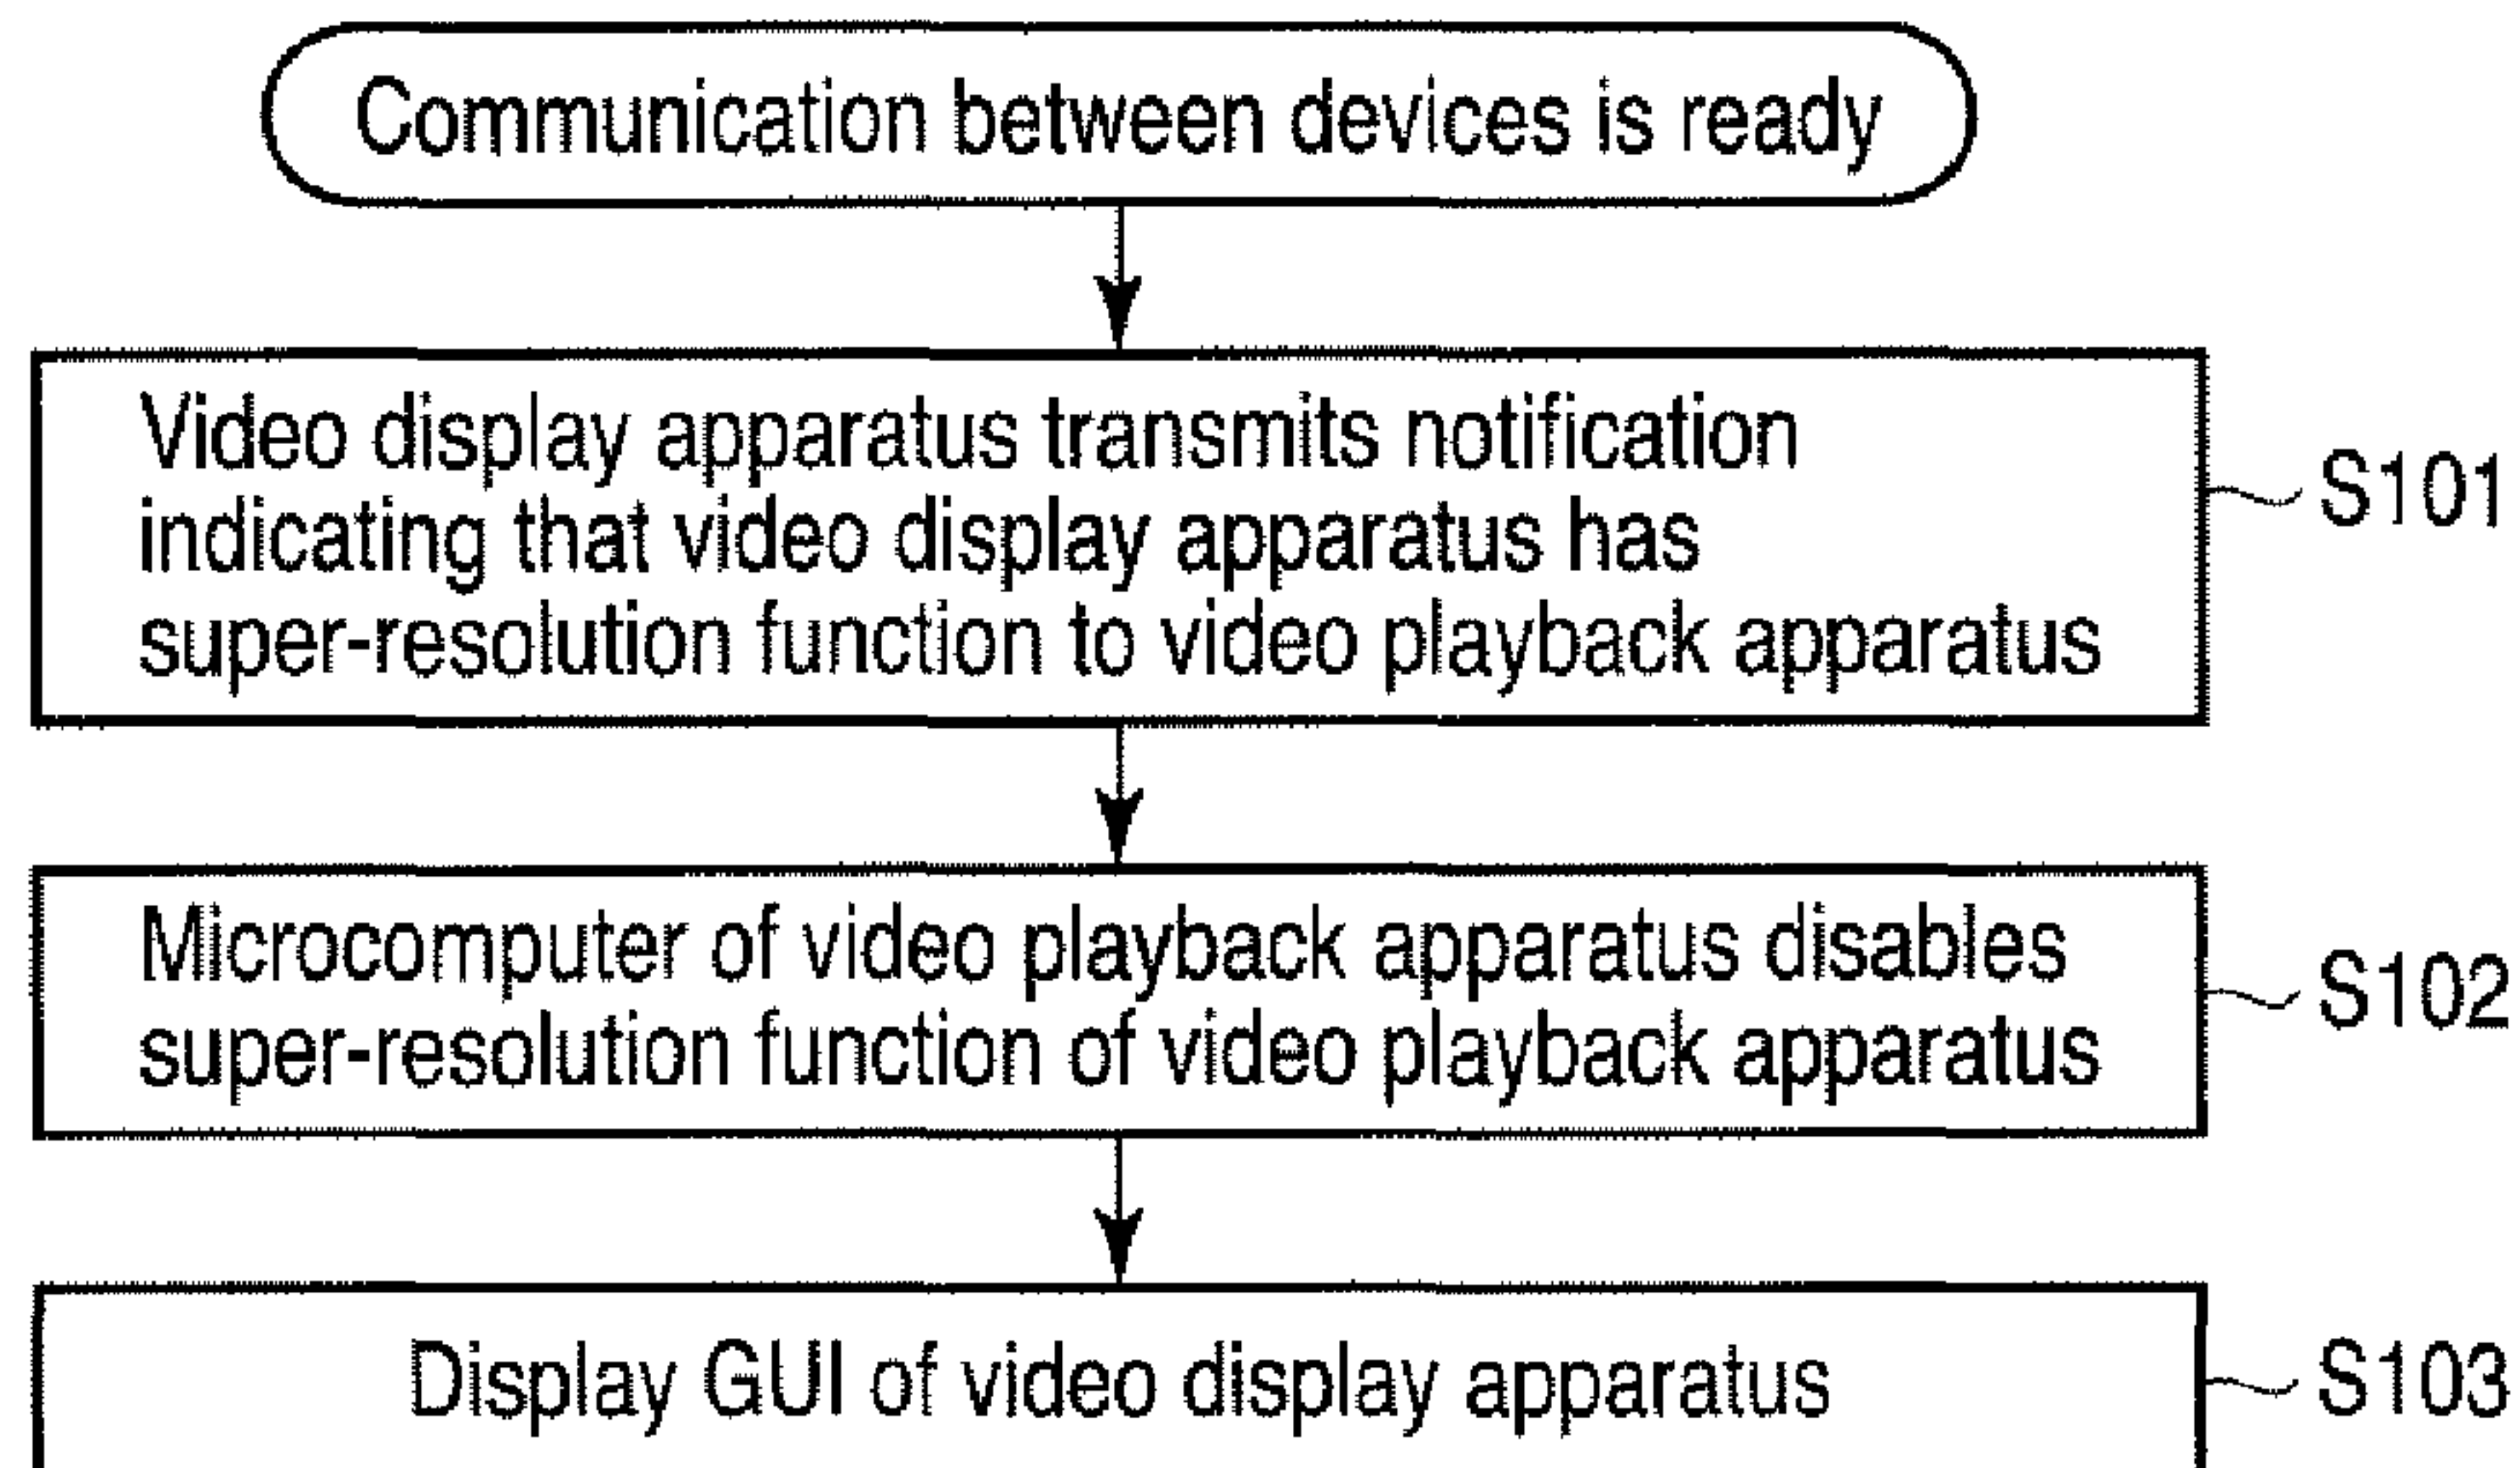 Communication between devices is ready
Video display apparatus transmits notification
indicating that video display apparatus has
super-resolution function to video playback apparatus
S101
Microcomputer of video playback apparatus disables
super-resolution function of video playback apparatus
S102
Display GUI of video display apparatus
S103